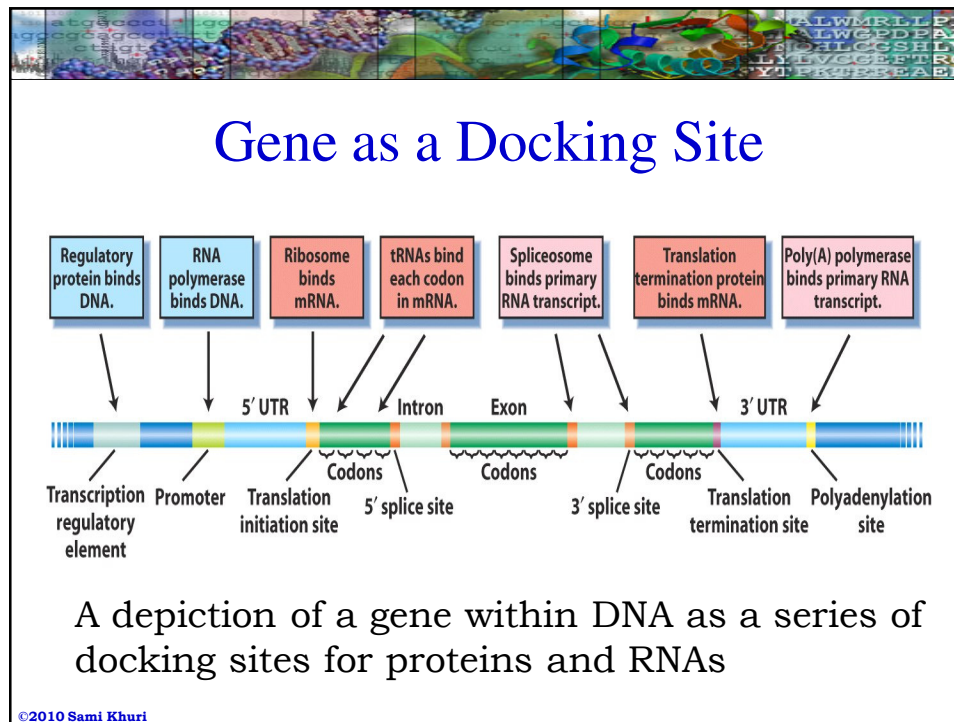 ALWMRLLP
ALWGPDPA
Gene as a Docking Site
Regulatory
protein binds
DNA.
RNA
polymerase
binds DNA.
Ribosome
binds
mRNA.
tRNAs bind
each codon
in mRNA.
Spliceosome
binds primary
RNA transcript.
Translation
termination protein
binds mRNA.
Poly(A) polymerase
binds primary RNA
transcript.
5′ UTR
Intron
Exon
3′ UTR
Codons
Codons
Codons
Transcription
regulatory
element
Promoter
Translation
initiation site
5′ splice site
3′ splice site
Translation
termination site
Polyadenylation
site
A depiction of a gene within DNA as a series of
docking sites for proteins and RNAs
©2010 Sami Khuri